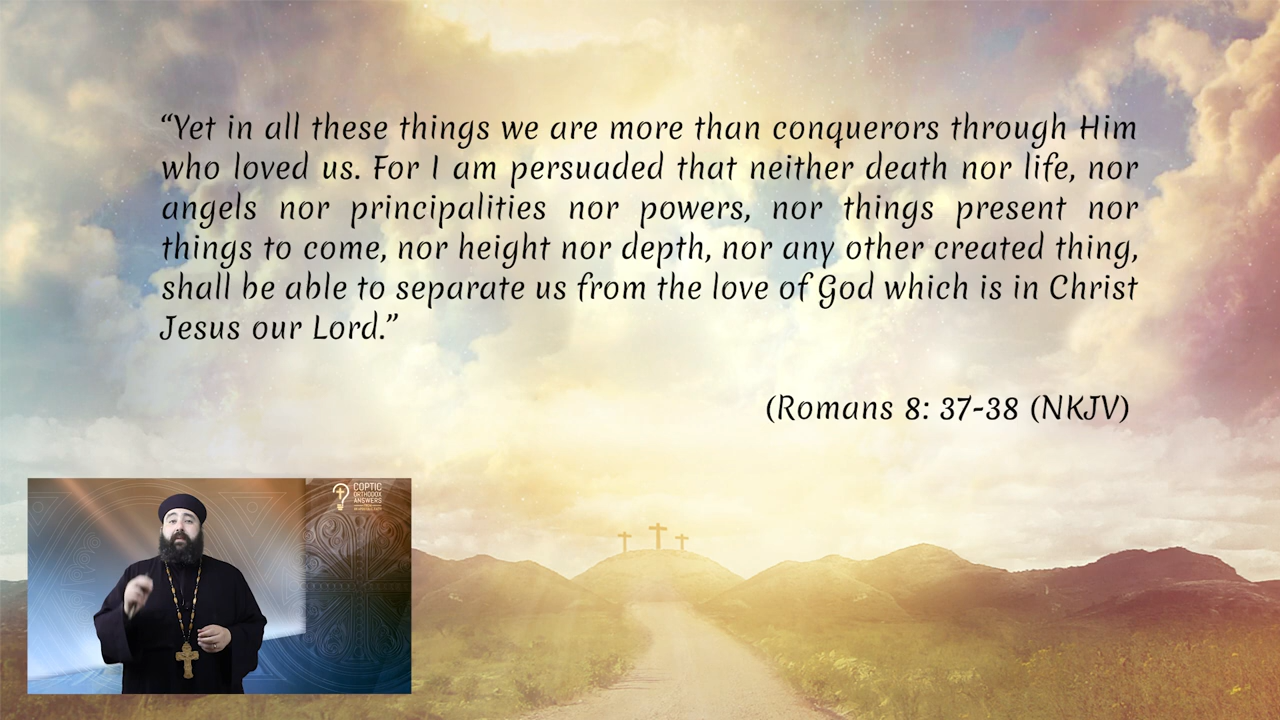 “Yet in all these things we are more than conquerors through Him
who loved us. For I am persuaded that neither death nor life, nor
angels nor principalities nor powers, nor things present nor
things to come, nor height nor depth, nor any other created thing,
shall be able to separate us from the love of God which is in Christ
Jesus our Lord.”
(Romans 8: 37-38 (NKJV)
COPTIC
ORTHODOX
ANSWERS